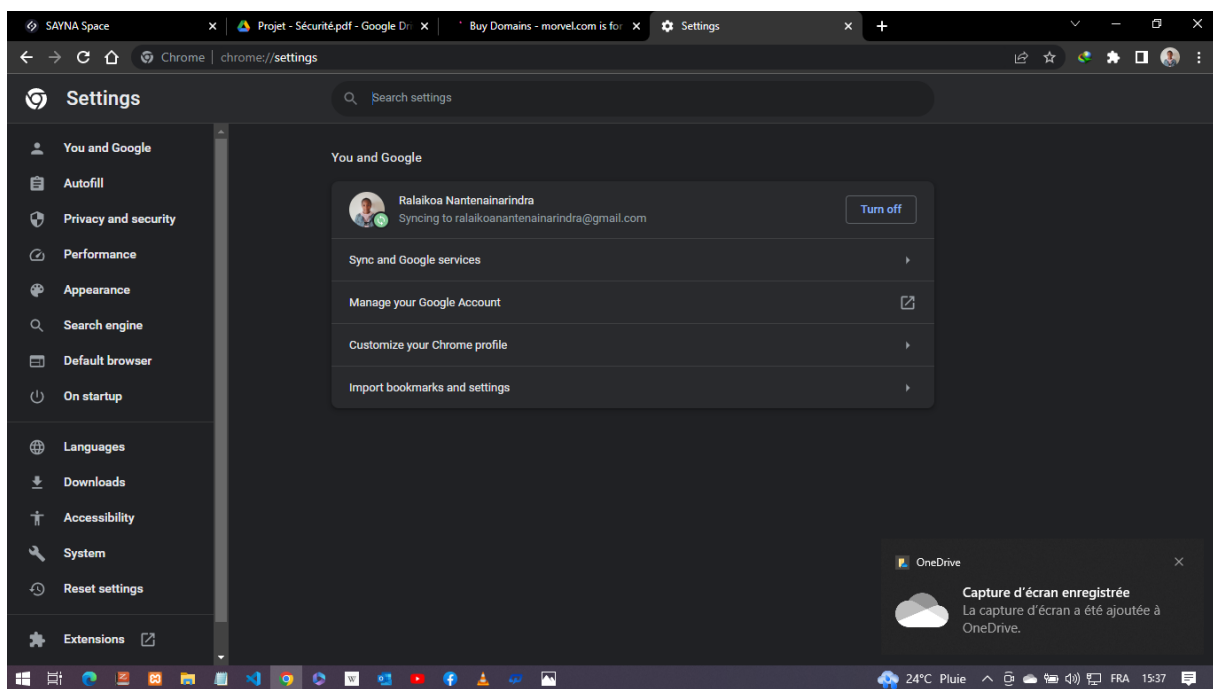 SAYNA Space
Projet - Sécurité.pdf - Google Dri
Buy Domains - morvel.com is for
Settings
Chrome | chrome://settings
Settings
Search settings
You and Google
Autofill
Privacy and security
Performance
Appearance
Search engine
Default browser
On startup
Languages
Downloads
Accessibility
System
Reset settings
Extensions
You and Google
Ralaikoa Nantenainarindra
Syncing to ralaikoanantenainarindra@gmail.com
Turn off
Sync and Google services
Manage your Google Account
Customize your Chrome profile
Import bookmarks and settings
OneDrive
Capture d'écran enregistrée
La capture d'écran a été ajoutée à
OneDrive.
24°C Pluie
FRA
15:37